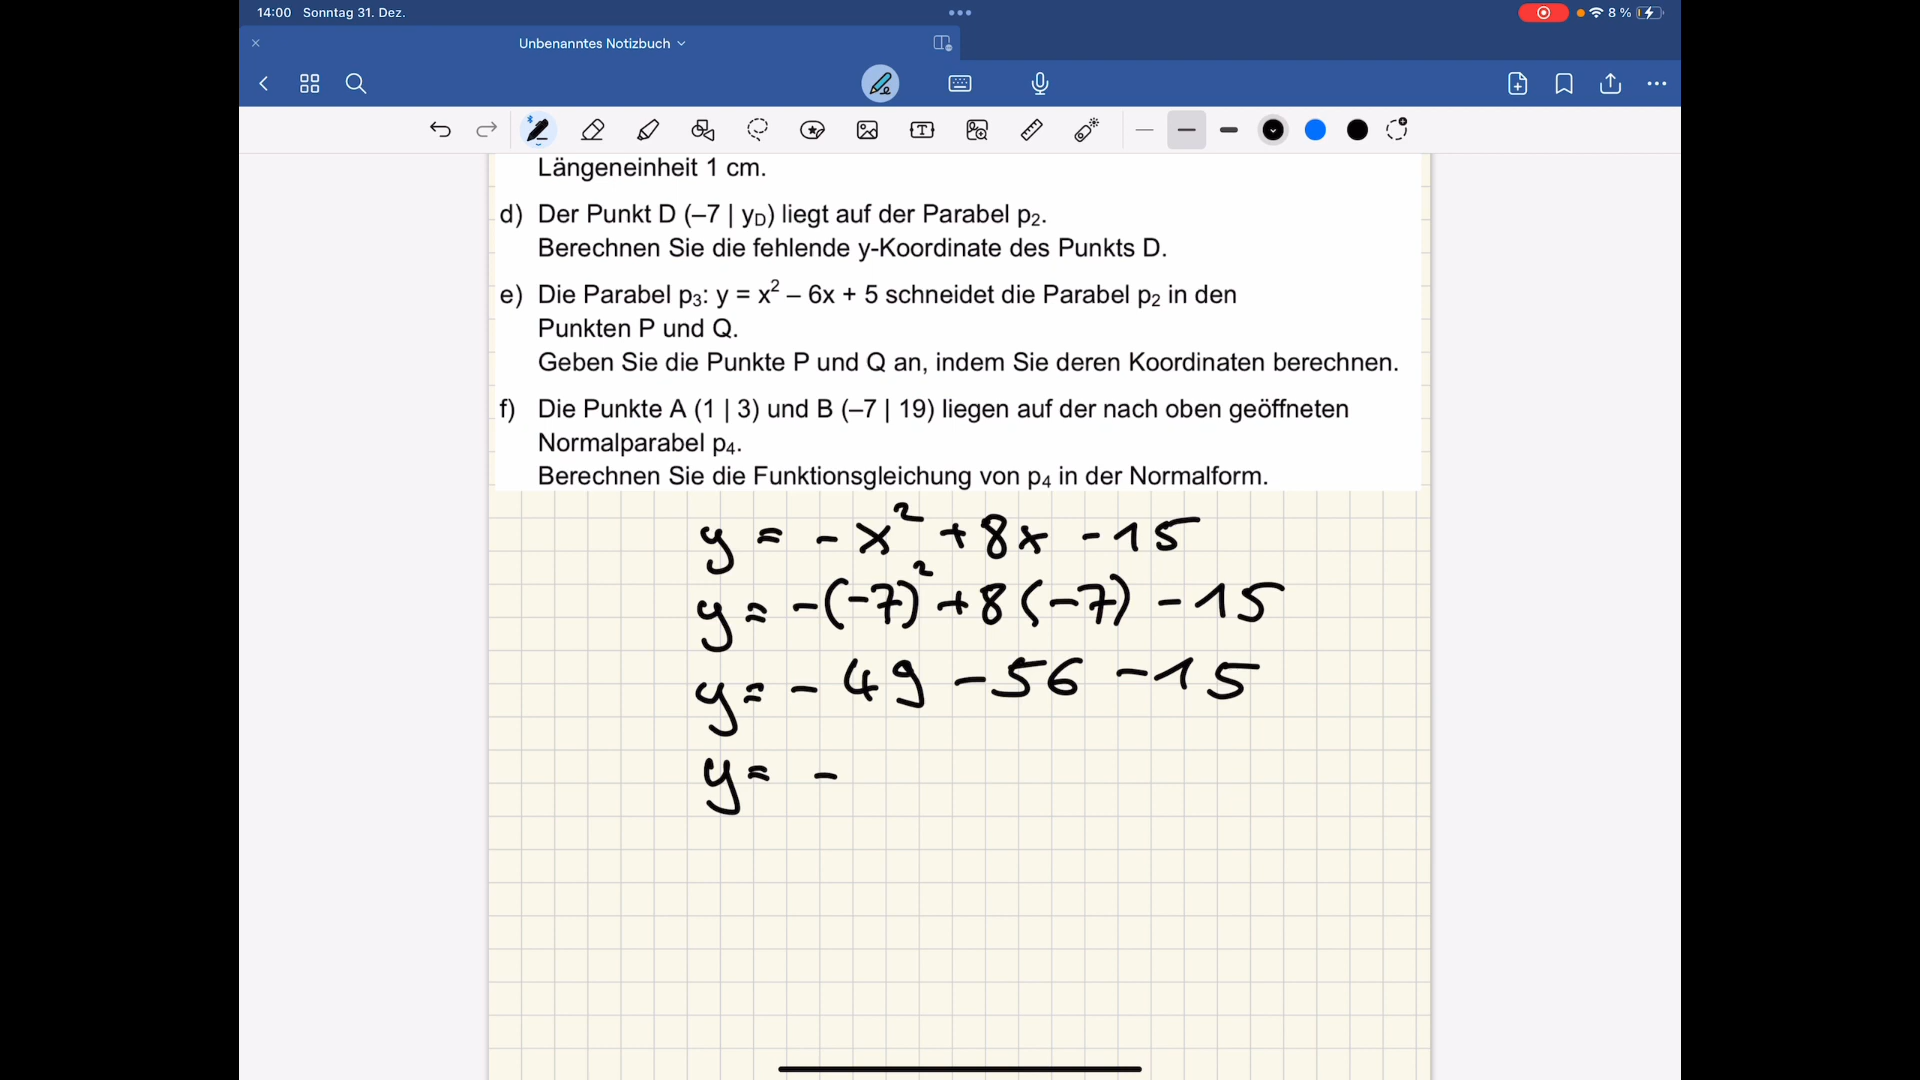 14:00 Sonntag 31. Dez.
8 %
Unbenanntes Notizbuch
Längeneinheit 1 cm.
d) Der Punkt D (–7 | y_D) liegt auf der Parabel p₂.
Berechnen Sie die fehlende y-Koordinate des Punkts D.
e) Die Parabel p₃: y = x² – 6x + 5 schneidet die Parabel p₂ in den
Punkten P und Q.
Geben Sie die Punkte P und Q an, indem Sie deren Koordinaten berechnen.
f) Die Punkte A (1 | 3) und B (–7 | 19) liegen auf der nach oben geöffneten
Normalparabel p₄.
Berechnen Sie die Funktionsgleichung von p₄ in der Normalform.
y = -x² + 8x - 15
y = -(-7)² + 8(-7) - 15
y = - 49 - 56 - 15
y = -